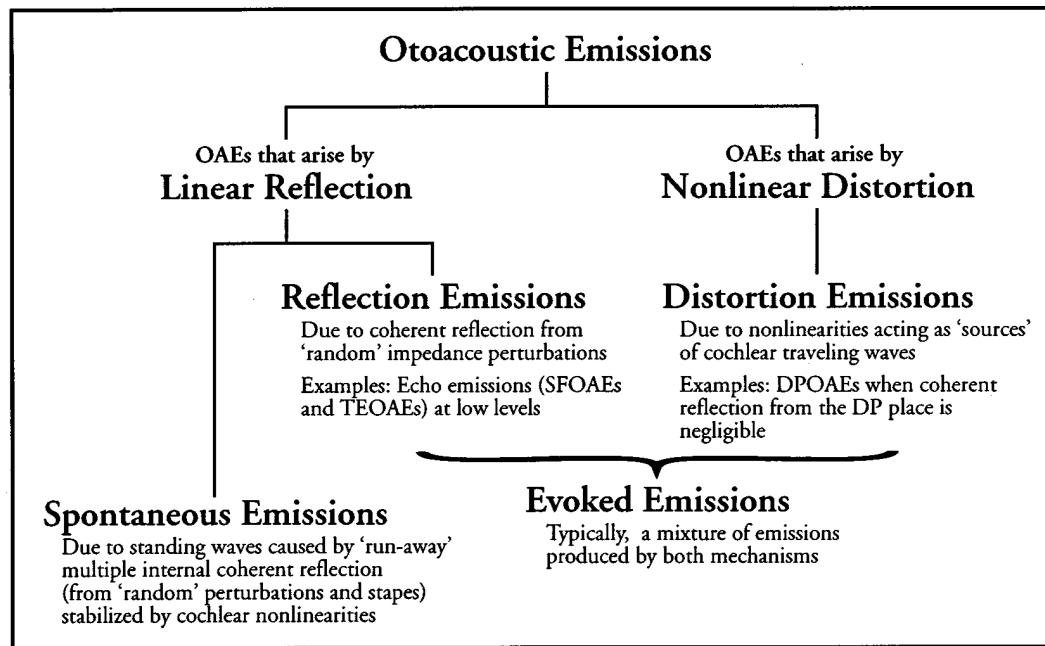 Otoacoustic Emissions
OAEs that arise by
Linear Reflection
OAEs that arise by
Nonlinear Distortion
Reflection Emissions
Due to coherent reflection from
‘random’ impedance perturbations
Examples: Echo emissions (SFOAEs
and TEOAEs) at low levels
Distortion Emissions
Due to nonlinearities acting as ‘sources’
of cochlear traveling waves
Examples: DPOAEs when coherent
reflection from the DP place is
negligible
Evoked Emissions
Typically, a mixture of emissions
produced by both mechanisms
Spontaneous Emissions
Due to standing waves caused by ‘run-away’
multiple internal coherent reflection
(from ‘random’ perturbations and stapes)
stabilized by cochlear nonlinearities